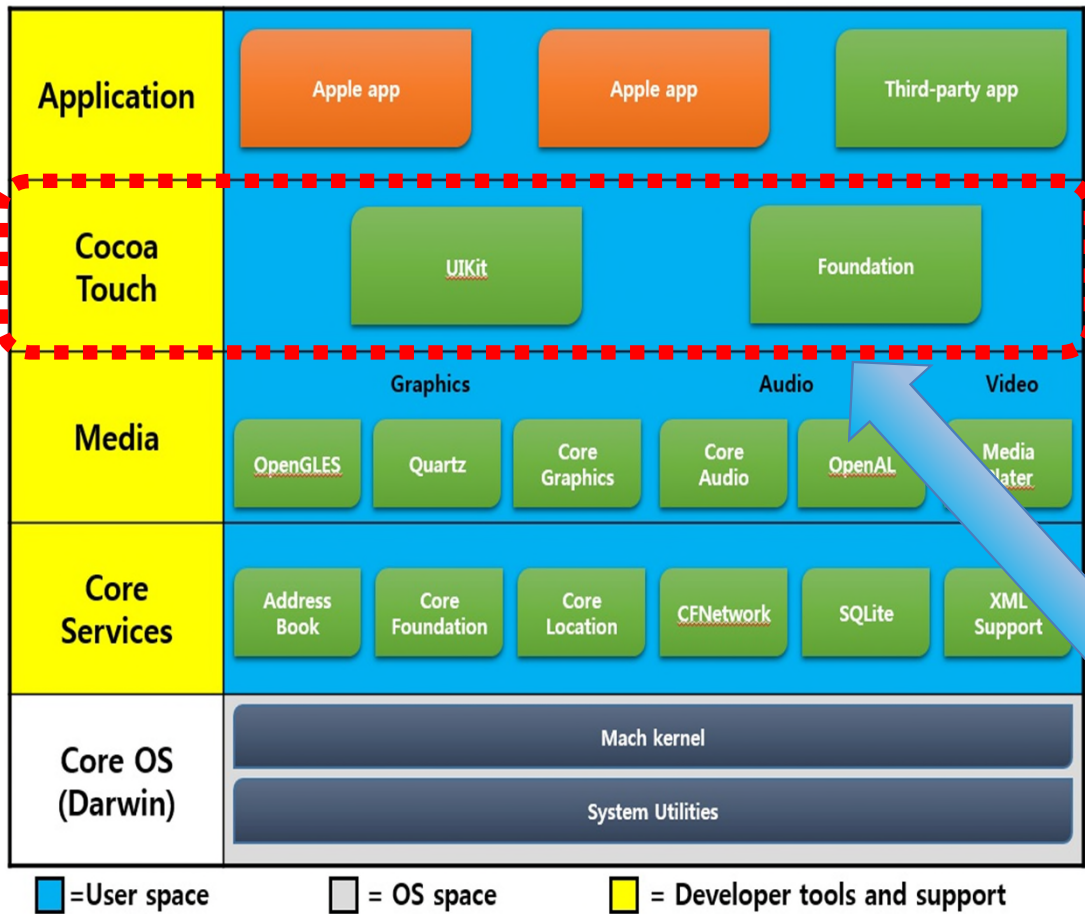 Application
Apple app
Apple app
Third-party app
Cocoa
Touch
UIKit
Foundation
Media
Graphics
Audio
Video
OpenGLES
Quartz
Core
Graphics
Core
Audio
OpenAL
Media
Core
Services
Address
Book
Core
Foundation
Core
Location
CFNetwork
SQLite
XML
Support
Core OS
(Darwin)
Mach kernel
System Utilities
=User space
= OS space
= Developer tools and support